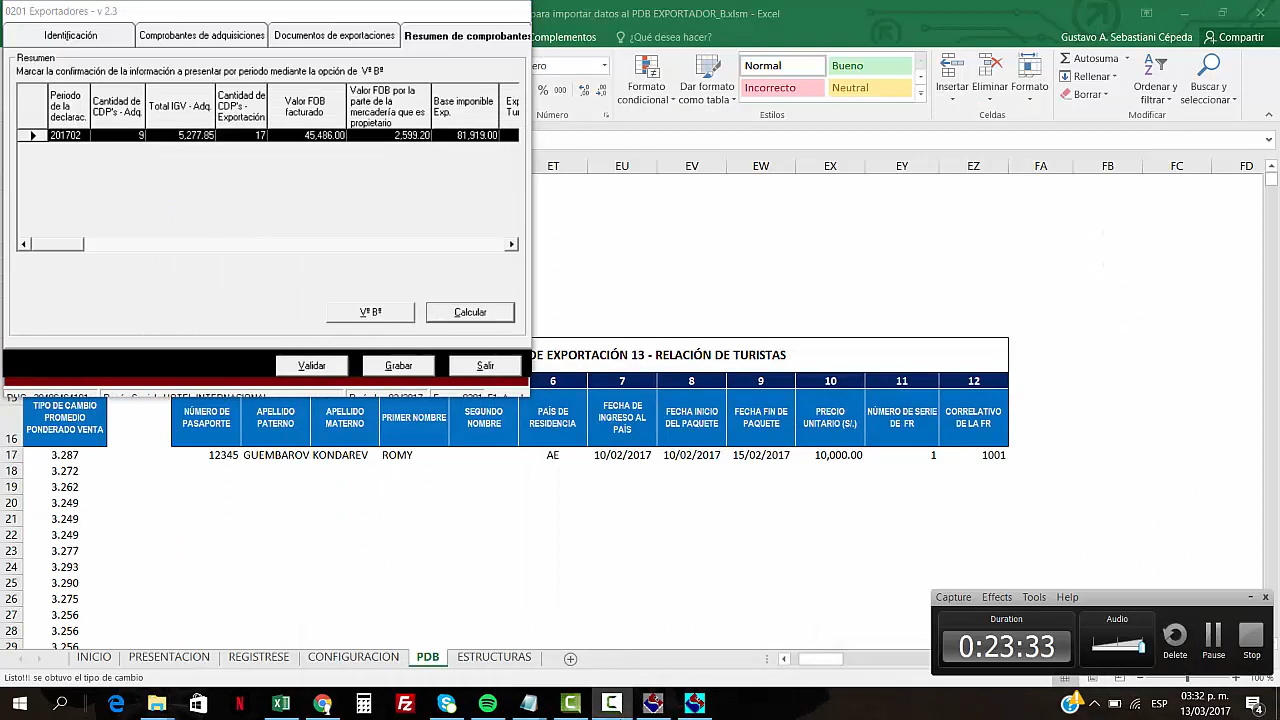 0201 Exportadores - v 2.3
para importar datos al PDB EXPORTADOR_B.xlsm - Excel
Identificación
Comprobantes de adquisiciones
Documentos de exportaciones
Resumen de comprobantes
Complementos
¿Qué desea hacer?
Gustavo A. Sebastiani Cépeda
Compartir
Resumen
Marcar la confirmación de la información a presentar por periodo mediante la opción de Vº Bº
Periodo de la declarac.
Cantidad de CDP's - Adq.
Total IGV - Adq.
Cantidad de CDP's - Exportación
Valor FOB facturado
Valor FOB por la parte de la mercadería que es propietario
Base imponible Exp.
201702 9 5,277.85 17 45,486.00 2,599.20 81,919.00
Vº Bº
Calcular
Validar
Grabar
Salir
% 000
Número
Formato condicional
Dar formato como tabla
Normal
Bueno
Incorrecto
Neutral
Estilos
Insertar
Eliminar
Formato
Celdas
Autosuma
Rellenar
Borrar
Ordenar y filtrar
Buscar y seleccionar
Modificar
ET EU EV EW EX EY EZ FA FB FC FD
DE EXPORTACIÓN 13 - RELACIÓN DE TURISTAS
6 7 8 9 10 11 12
TIPO DE CAMBIO PROMEDIO PONDERADO VENTA
NÚMERO DE PASAPORTE
APELLIDO PATERNO
APELLIDO MATERNO
PRIMER NOMBRE
SEGUNDO NOMBRE
PAÍS DE RESIDENCIA
FECHA DE INGRESO AL PAÍS
FECHA INICIO DEL PAQUETE
FECHA FIN DE PAQUETE
PRECIO UNITARIO (S/.)
NÚMERO DE SERIE DE FR
CORRELATIVO DE LA FR
16
17 3.287 12345 GUEMBAROV KONDAREV ROMY AE 10/02/2017 10/02/2017 15/02/2017 10,000.00 1 1001
18 3.272
19 3.262
20 3.249
21 3.249
22 3.249
23 3.277
24 3.273
25 3.290
26 3.275
27 3.256
28 3.256
29 3.256
Capture Effects Tools Help
Duration
0:23:33
Audio
Delete
Pause
Stop
INICIO
PRESENTACION
REGISTRESE
CONFIGURACION
PDB
ESTRUCTURAS
Listo!!! se obtuvo el tipo de cambio
100 %
ESP
03:32 p. m.
13/03/2017